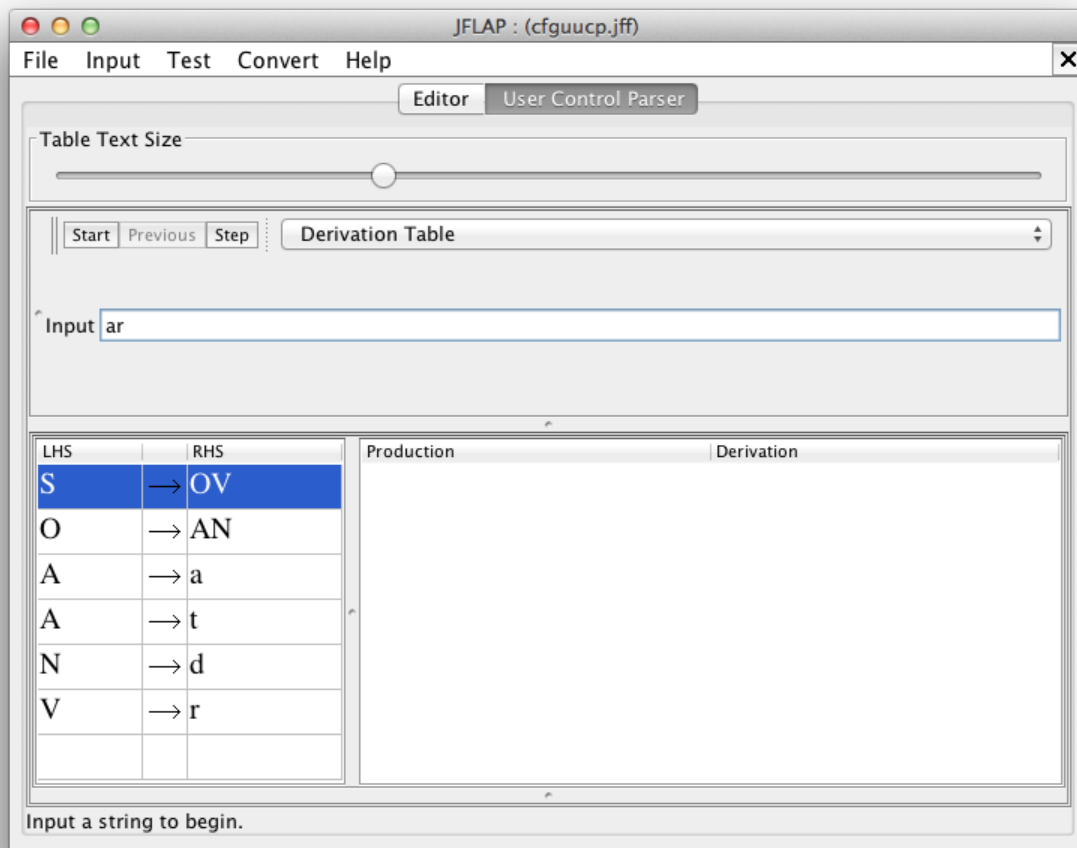 JFLAP : (cfguucp.jff)
File Input Test Convert Help
Editor User Control Parser
Table Text Size
Start Previous Step Derivation Table
Input ar
LHS RHS Production Derivation
S → OV
O → AN
A → a
A → t
N → d
V → r
Input a string to begin.